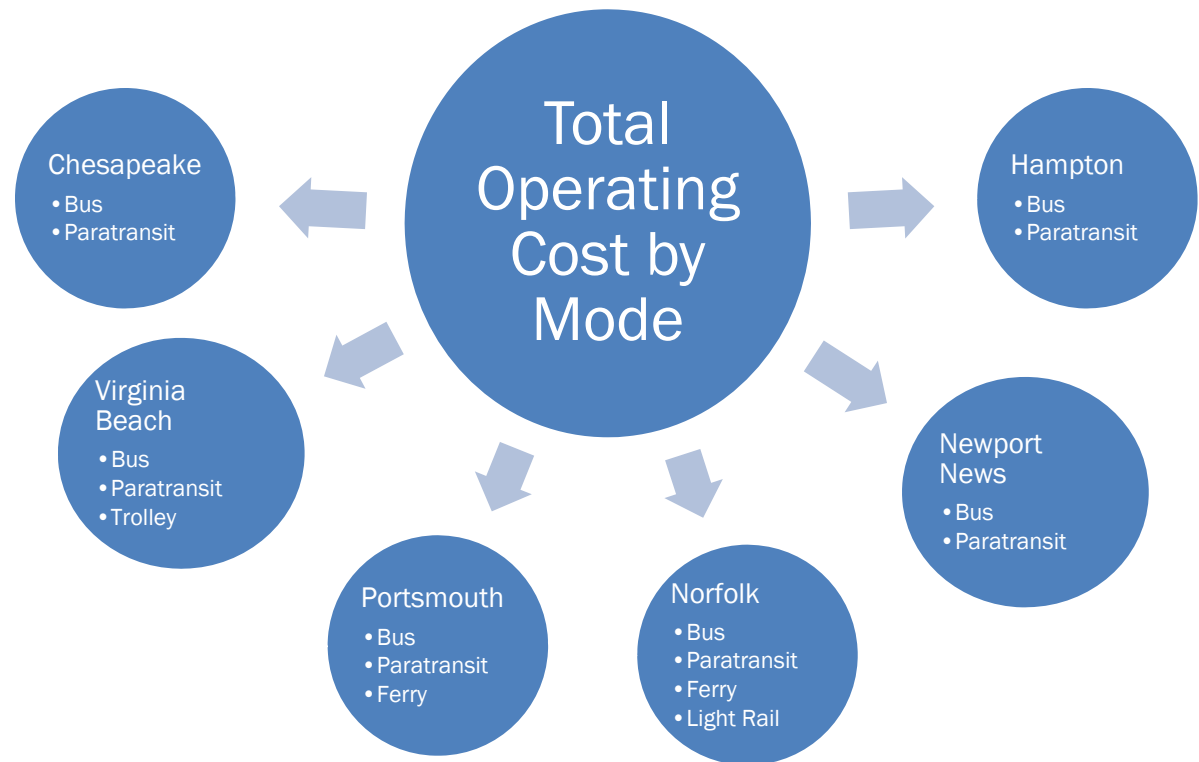 Total
Operating
Cost by
Mode
Chesapeake
• Bus
• Paratransit
Hampton
• Bus
• Paratransit
Virginia
Beach
• Bus
• Paratransit
• Trolley
Newport
News
• Bus
• Paratransit
Portsmouth
• Bus
• Paratransit
• Ferry
Norfolk
• Bus
• Paratransit
• Ferry
• Light Rail